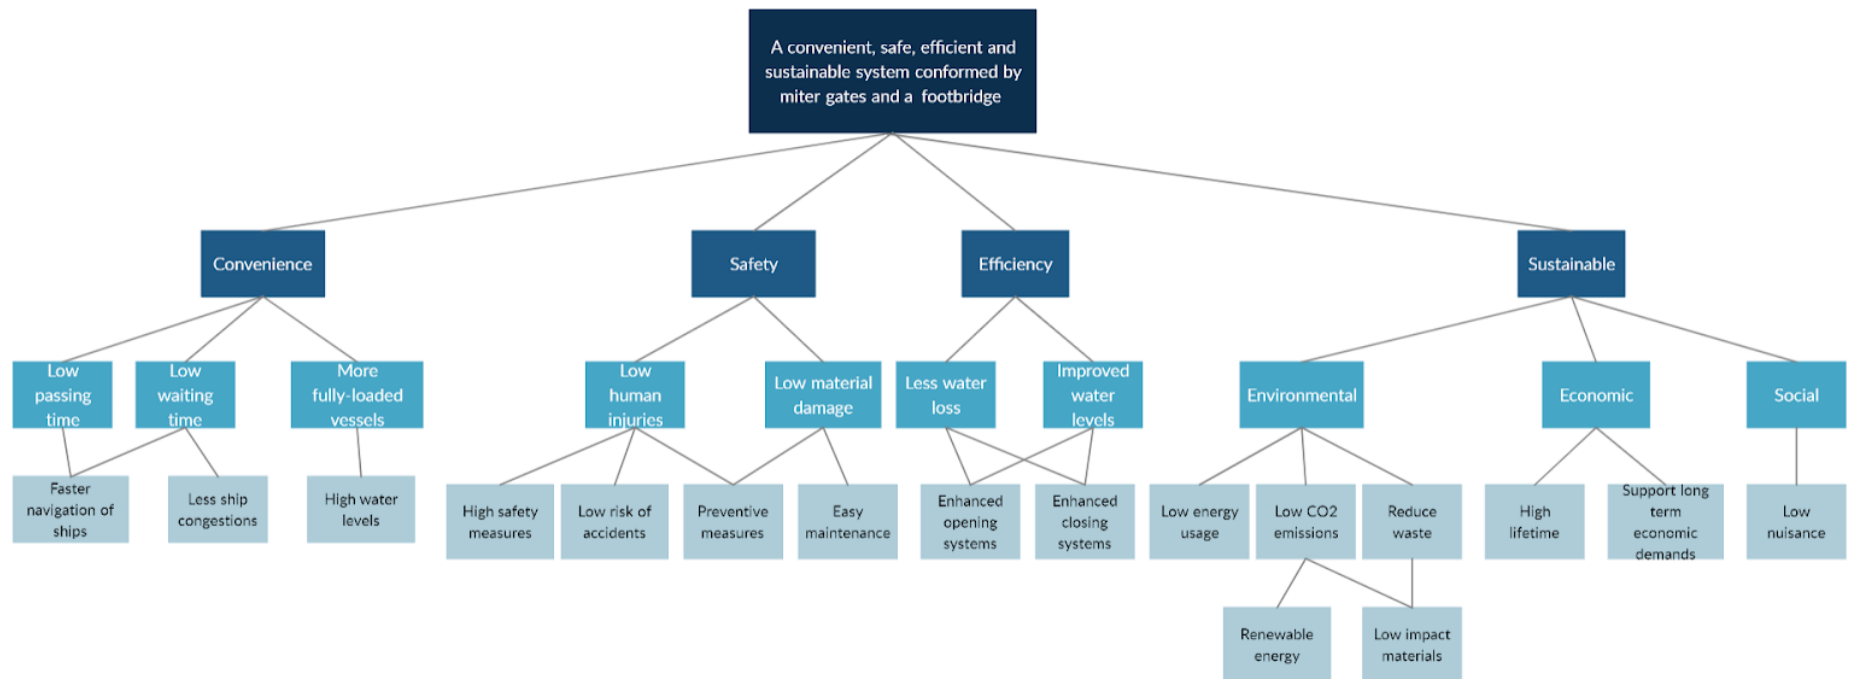 A convenient, safe, efficient and
sustainable system conformed by
miter gates and a footbridge
Convenience
Safety
Efficiency
Sustainable
Low
passing
time
Low
waiting
time
More
fully-loaded
vessels
Low
human
injuries
Low material
damage
Less water
loss
Improved
water
levels
Environmental
Economic
Social
Faster
navigation of
ships
Less ship
congestions
High water
levels
High safety
measures
Low risk of
accidents
Preventive
measures
Easy
maintenance
Enhanced
opening
systems
Enhanced
closing
systems
Low energy
usage
Low CO2
emissions
Reduce
waste
High
lifetime
Support long
term
economic
demands
Low
nuisance
Renewable
energy
Low impact
materials